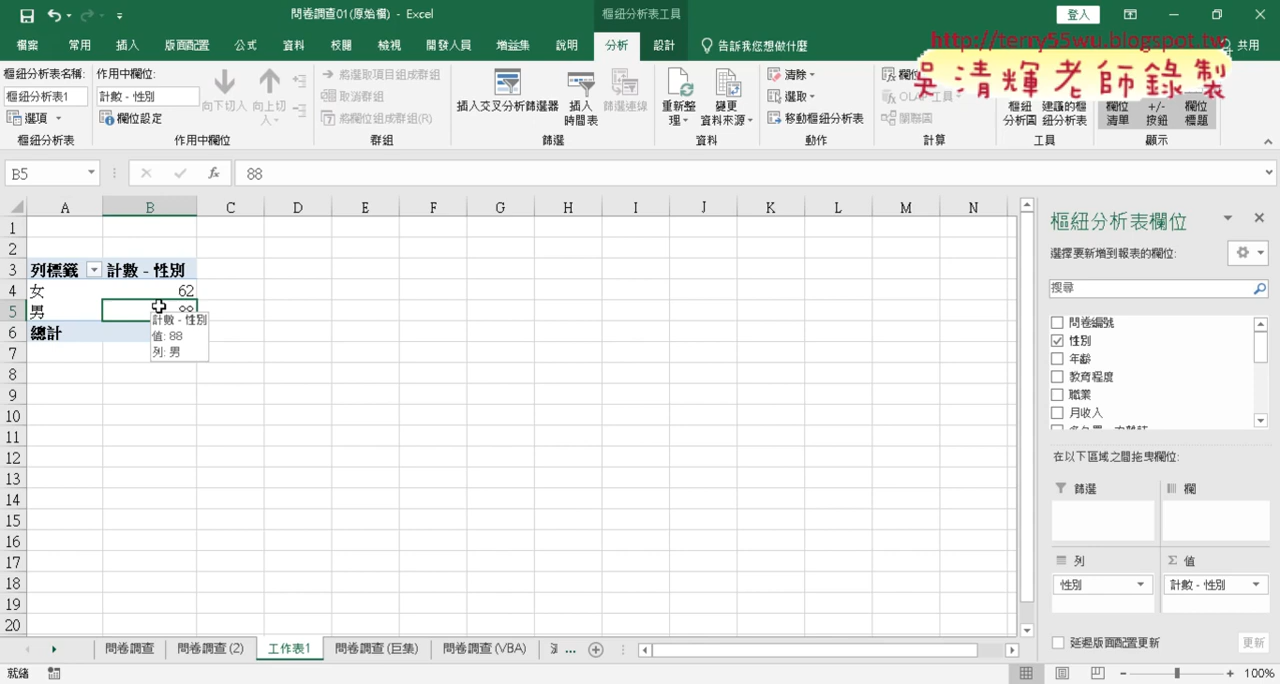 問卷調查01(原始檔) - Excel
樞紐分析表工具
登入
http://terry55wu.blogspot.tw
吳清輝老師錄製
檔案 常用 插入 版面配置 公式 資料 校閱 檢視 開發人員 增益集 說明 分析 設計 告訴我您想做什麼 共用
樞紐分析表名稱: 作用中欄位:
樞紐分析表1 計數 - 性別
選項 欄位設定
向下切入 向上切入
將選取項目組成群組
取消群組
將欄位組成群組(R)
插入交叉分析篩選器 插入時間表 篩選連線
重新整理 變更資料來源
清除
選取
移動樞紐分析表
OLAP 工具
關聯圖
樞紐分析圖 建議的樞紐分析表
欄位清單 +/- 按鈕 欄位標題
樞紐分析表 作用中欄位 群組 篩選 資料 動作 計算 工具 顯示
B5 fx 88
A B C D E F G H I J K L M N
1
2
3 列標籤 計數 - 性別
4 女 62
5 男 88
6 總計
7
8
9
10
11
12
13
14
15
16
17
18
19
20
計數 - 性別
值: 88
列: 男
樞紐分析表欄位
選擇要新增到報表的欄位:
搜尋
問卷編號
性別
年齡
教育程度
職業
月收入
在以下區域之間拖曳欄位:
篩選 欄
列 Σ 值
性別 計數 - 性別
延遲版面配置更新 更新
問卷調查 問卷調查 (2) 工作表1 問卷調查 (巨集) 問卷調查 (VBA) ...
就緒 100%